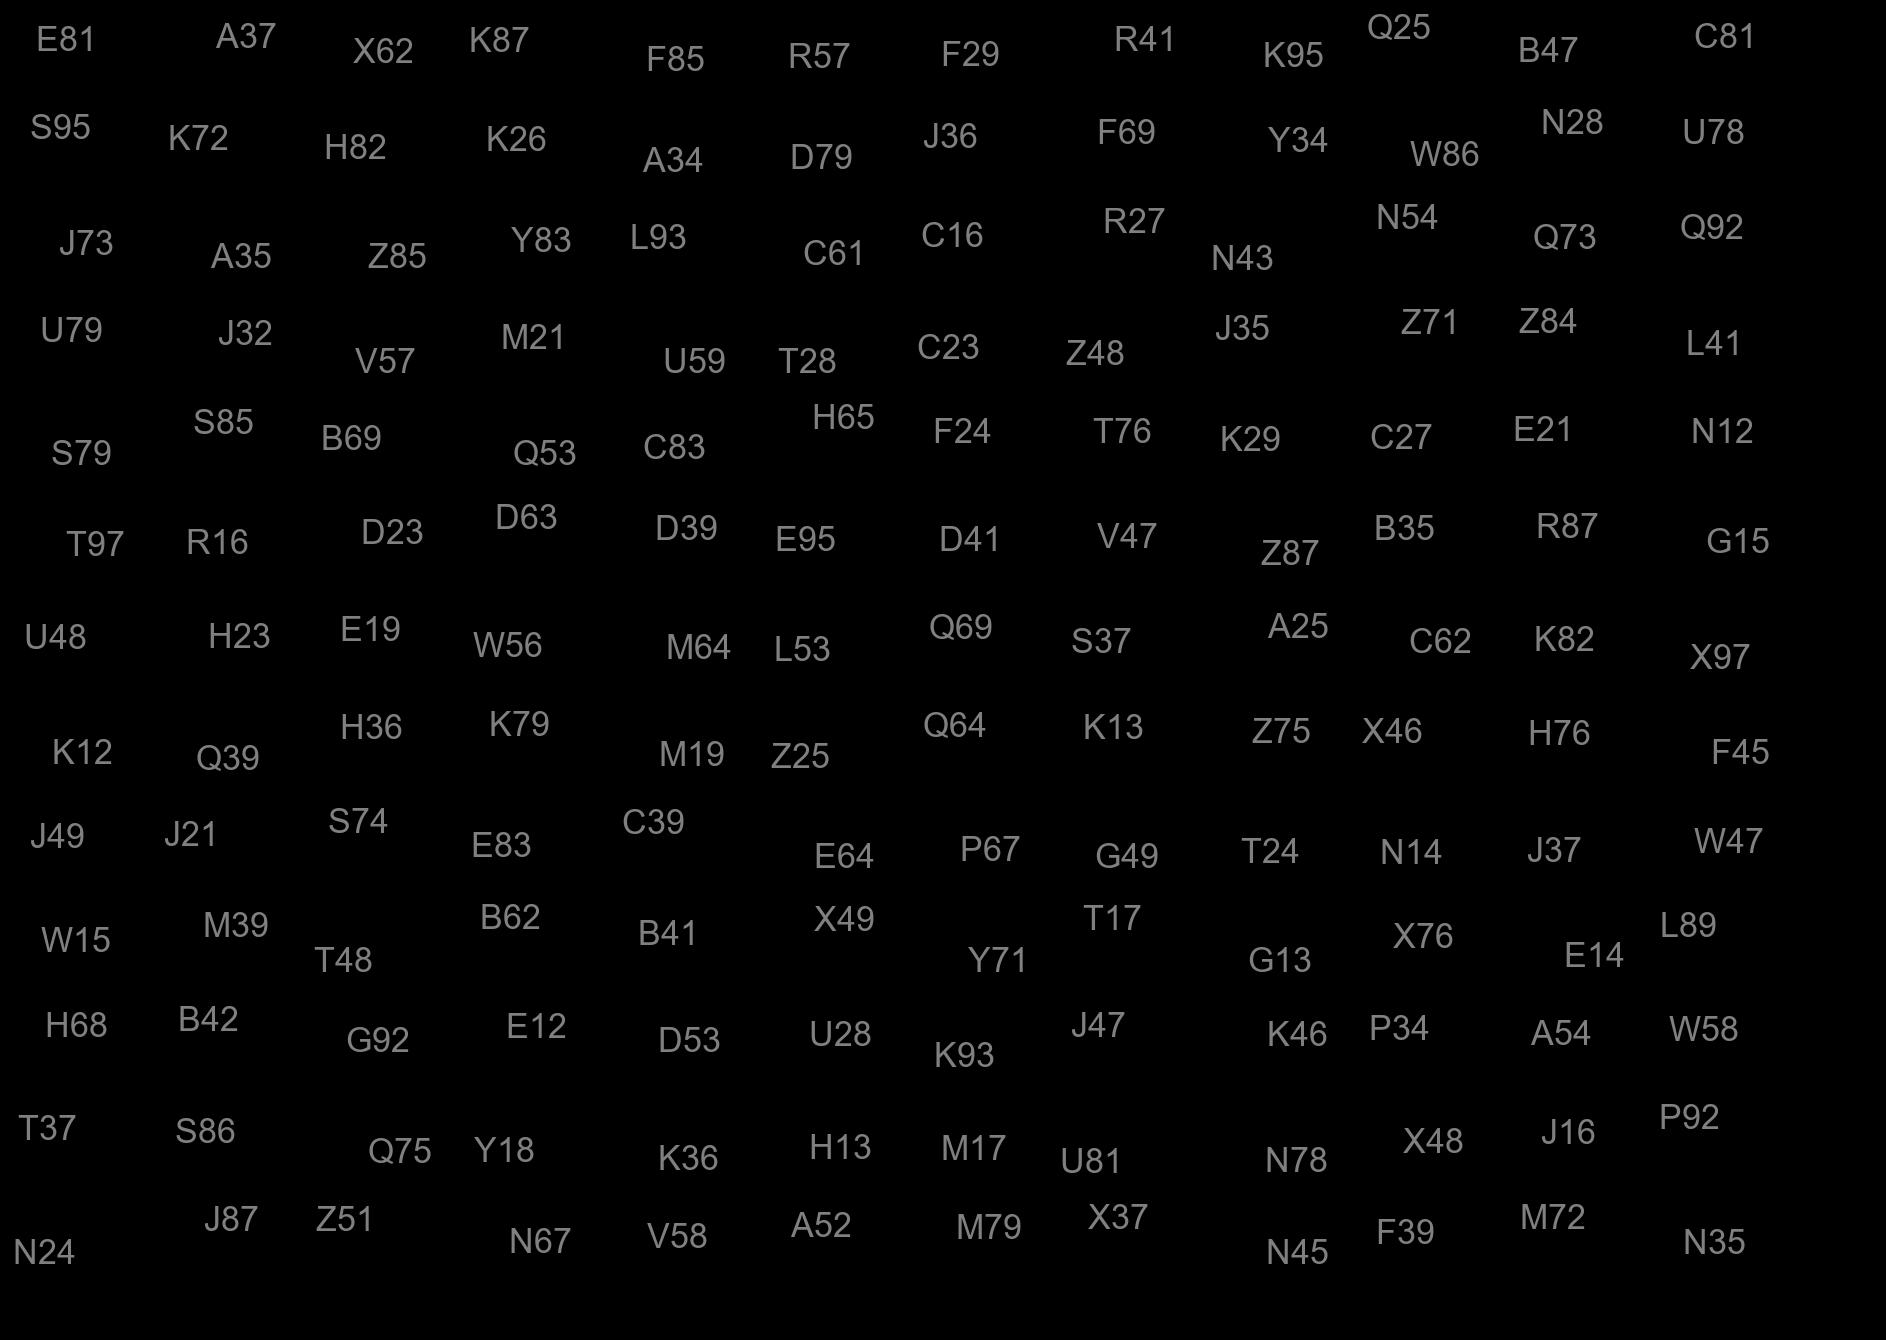 E81 A37 X62 K87 F85 R57 F29 R41 K95 Q25 B47 C81
S95 K72 H82 K26 A34 D79 J36 F69 Y34 W86 N28 U78
J73 A35 Z85 Y83 L93 C61 C16 R27 N43 N54 Q73 Q92
U79 J32 V57 M21 U59 T28 C23 Z48 J35 Z71 Z84 L41
S79 S85 B69 Q53 C83 H65 F24 T76 K29 C27 E21 N12
T97 R16 D23 D63 D39 E95 D41 V47 Z87 B35 R87 G15
U48 H23 E19 W56 M64 L53 Q69 S37 A25 C62 K82 X97
K12 Q39 H36 K79 M19 Z25 Q64 K13 Z75 X46 H76 F45
J49 J21 S74 E83 C39 E64 P67 G49 T24 N14 J37 W47
W15 M39 T48 B62 B41 X49 Y71 T17 G13 X76 E14 L89
H68 B42 G92 E12 D53 U28 K93 J47 K46 P34 A54 W58
T37 S86 Q75 Y18 K36 H13 M17 U81 N78 X48 J16 P92
N24 J87 Z51 N67 V58 A52 M79 X37 N45 F39 M72 N35